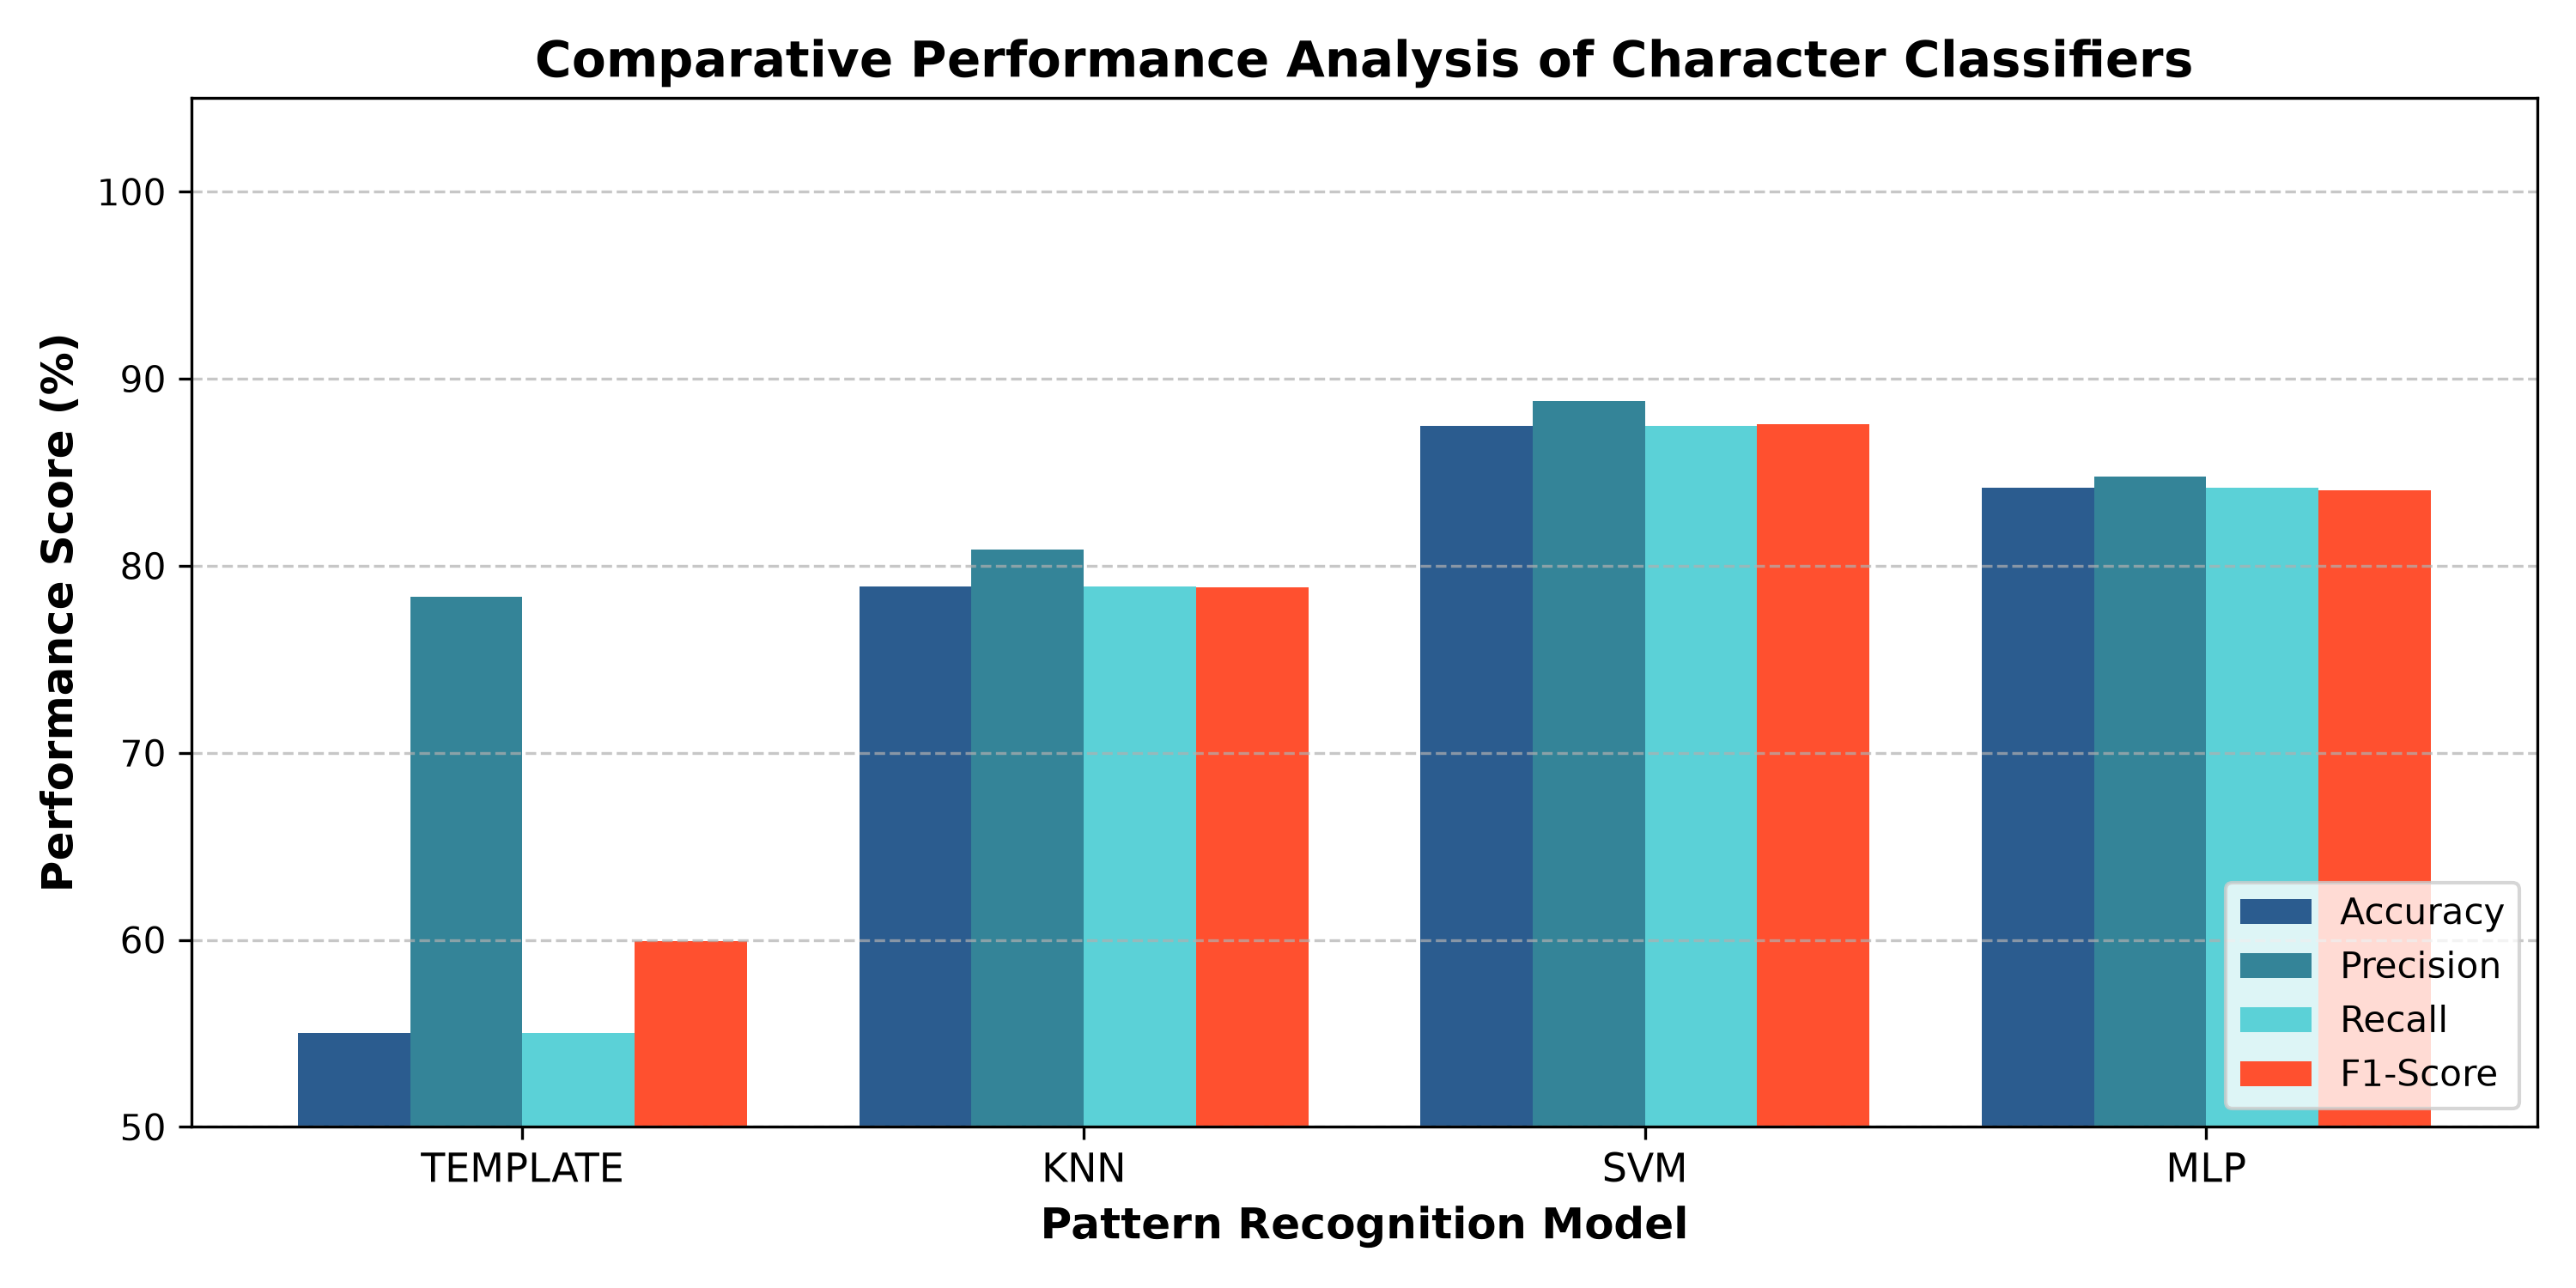 Comparative Performance Analysis of Character Classifiers
Performance Score (%)
100
90
80
70
60
50
TEMPLATE
KNN
SVM
MLP
Pattern Recognition Model
Accuracy
Precision
Recall
F1-Score